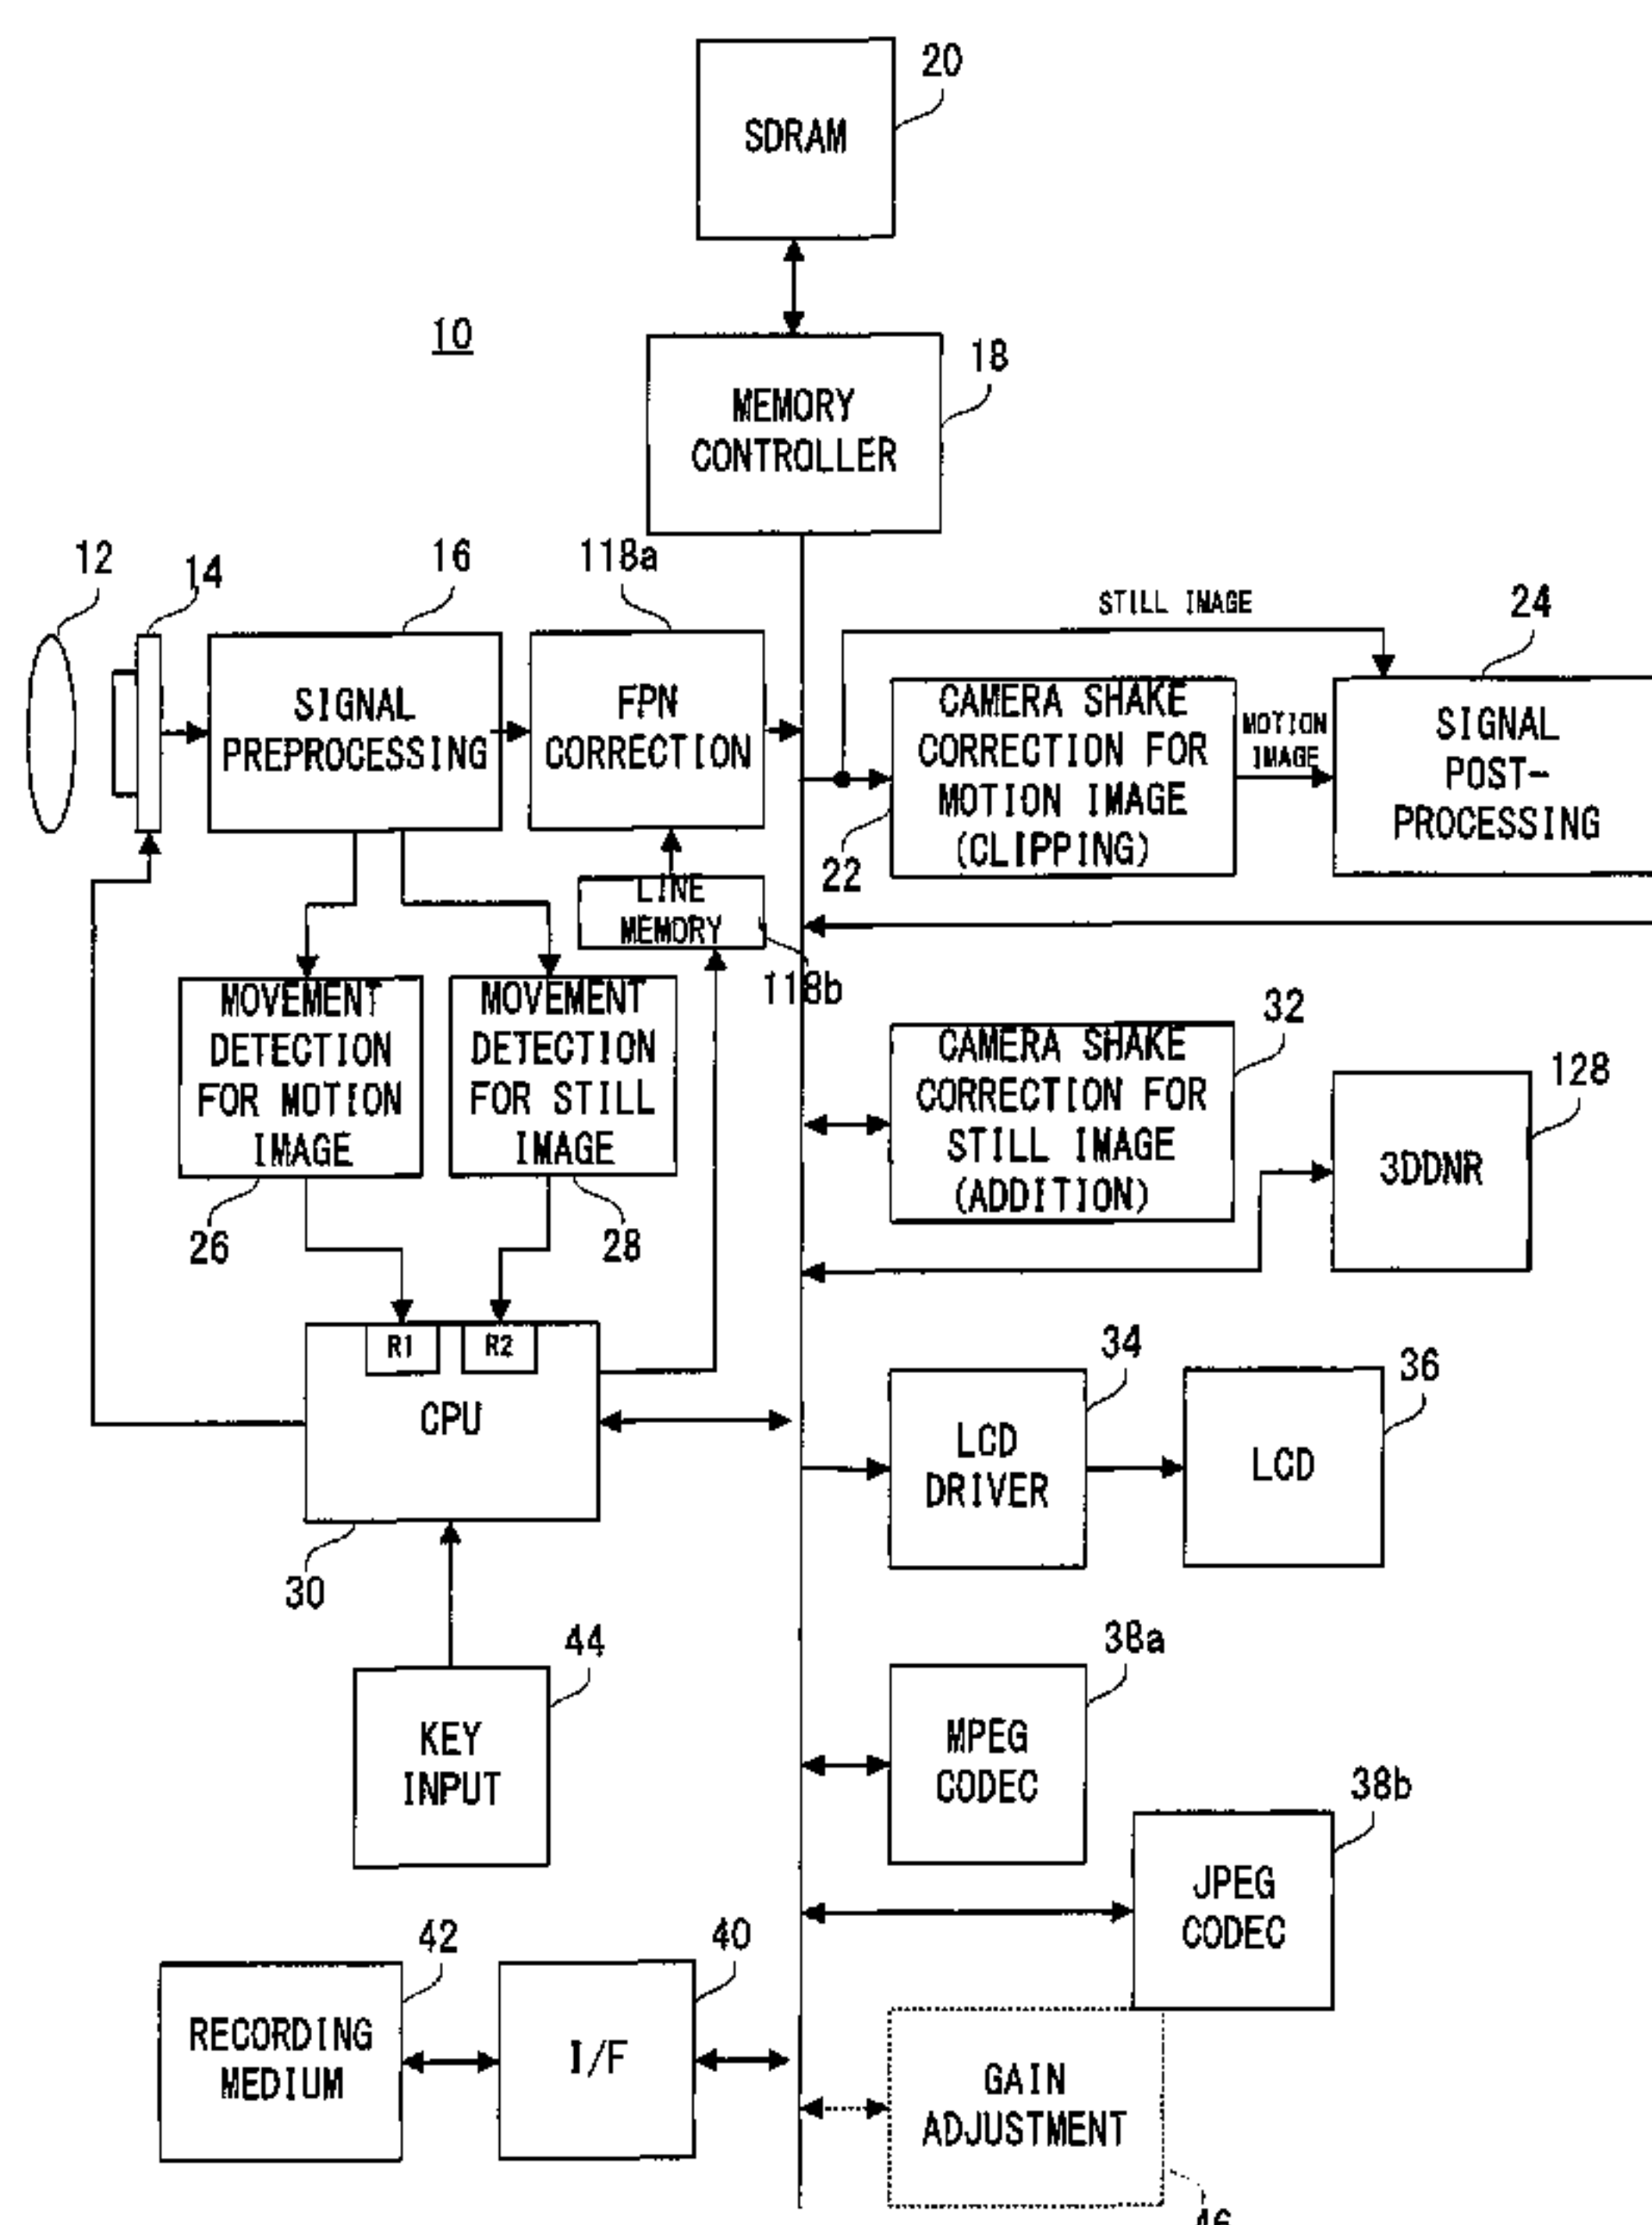 20
SDRAM
10
18
MEMORY
CONTROLLER
12
14
16
118a
STILL IMAGE
24
SIGNAL
PREPROCESSING
FPN
CORRECTION
CAMERA SHAKE
CORRECTION FOR
MOTION IMAGE
(CLIPPING)
22
MOTION
IMAGE
SIGNAL
POST-
PROCESSING
LINE
MEMORY
118b
MOVEMENT
DETECTION
FOR MOTION
IMAGE
26
MOVEMENT
DETECTION
FOR STILL
IMAGE
28
32
CAMERA SHAKE
CORRECTION FOR
STILL IMAGE
(ADDITION)
128
3DDNR
R1
R2
CPU
30
34
LCD
DRIVER
36
LCD
44
KEY
INPUT
38a
MPEG
CODEC
38b
JPEG
CODEC
42
RECORDING
MEDIUM
40
I/F
GAIN
ADJUSTMENT
46